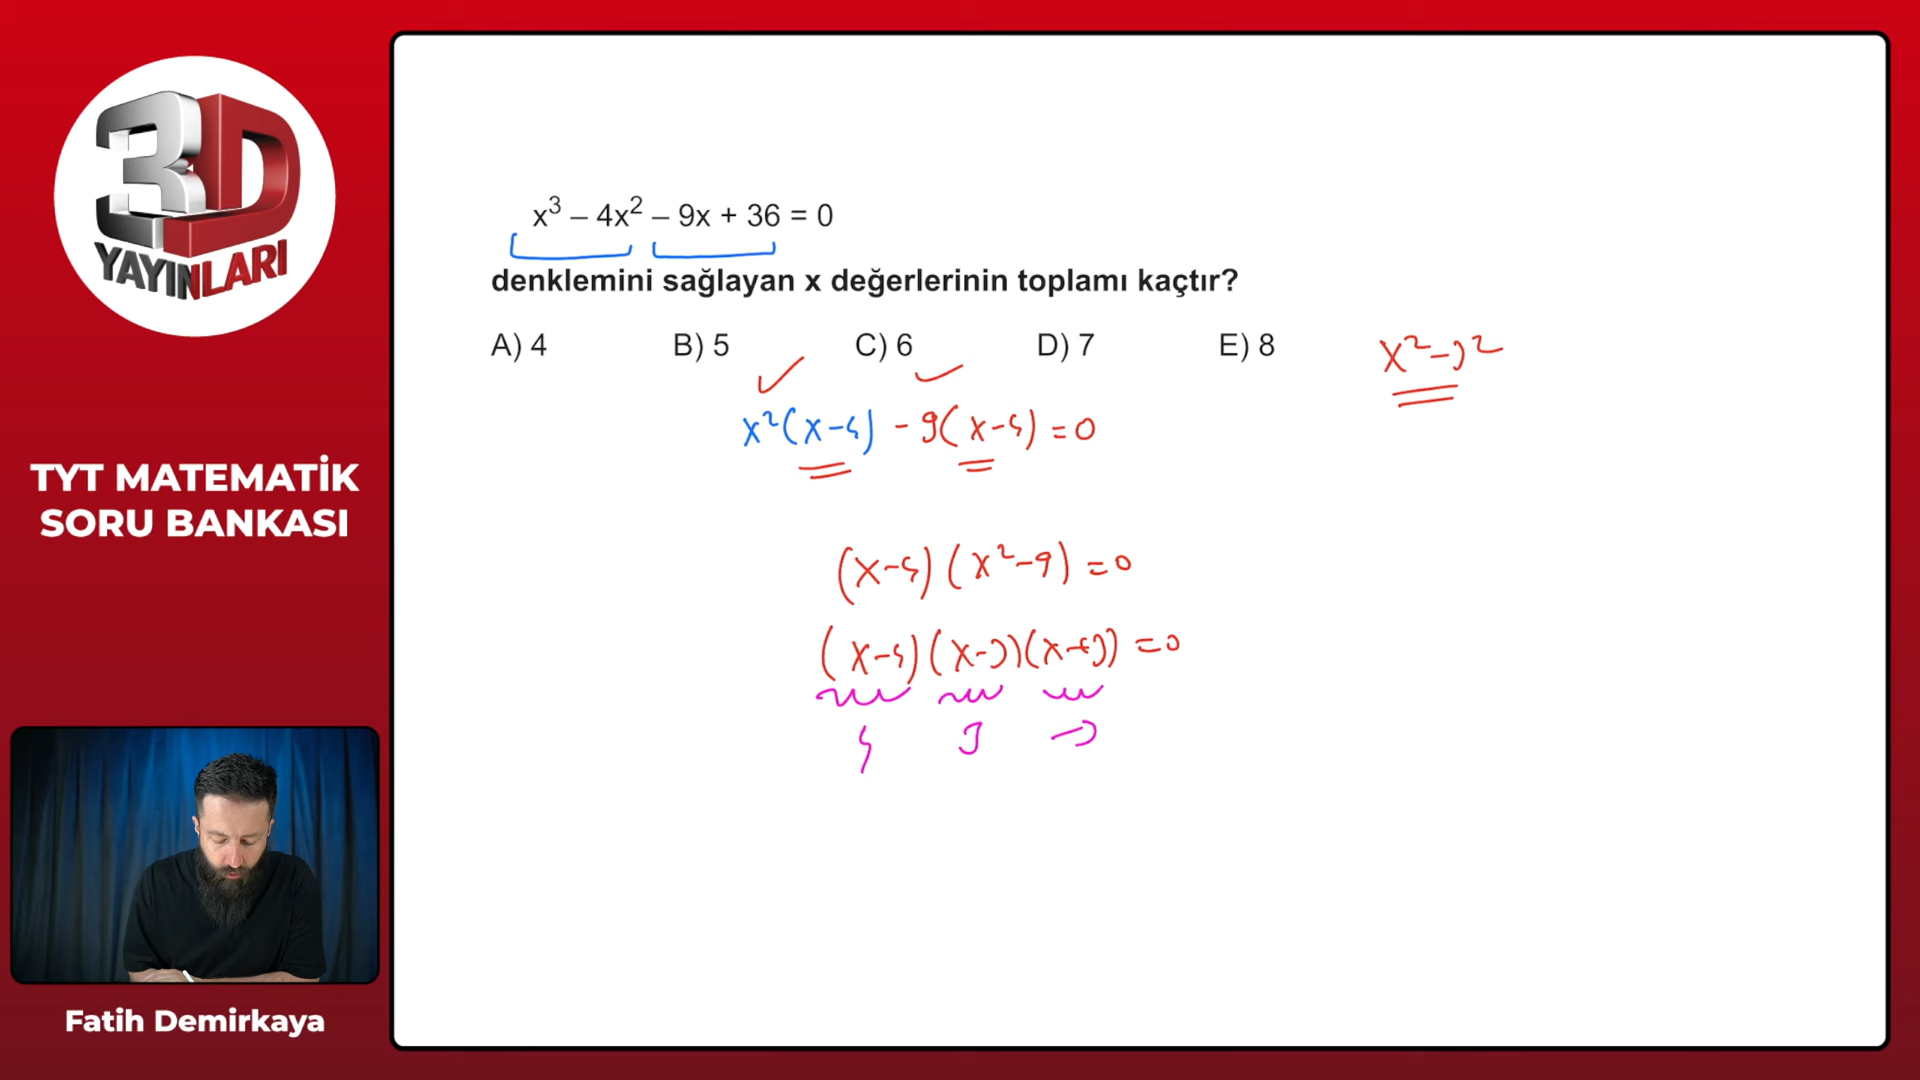 3D
YAYINLARI
TYT MATEMATİK
SORU BANKASI
Fatih Demirkaya
x³ – 4x² – 9x + 36 = 0
denklemini sağlayan x değerlerinin toplamı kaçtır?
A) 4 B) 5 C) 6 D) 7 E) 8
x²-3²
x²(x-4) - 9(x-4) = 0
(x-4)(x²-9) = 0
(x-4)(x-3)(x+3) = 0
4 3 -3